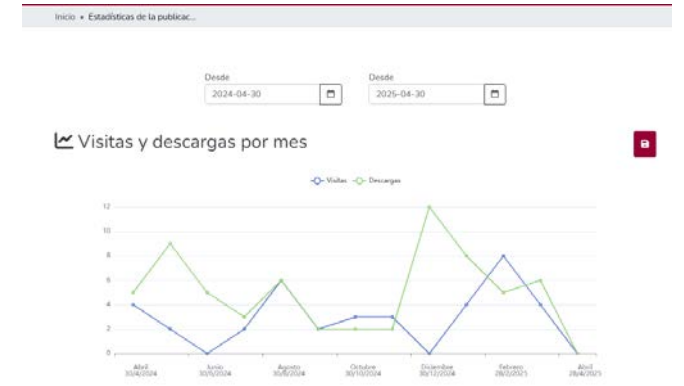 Inicio • Estadísticas de la publicac...
Desde Desde
2024-04-30 2025-04-30
Visitas y descargas por mes
Visitas Descargas
12
10
8
6
4
2
0
Abril Junio Agosto Octubre Diciembre Febrero Abril
30/4/2024 30/6/2024 30/8/2024 30/10/2024 30/12/2024 28/2/2025 28/4/2025